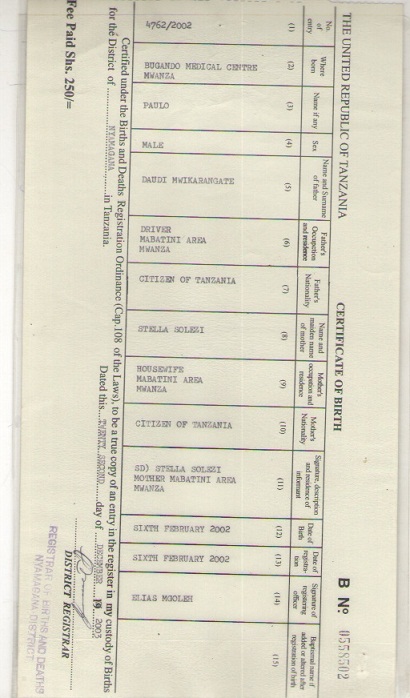 THE UNITED REPUBLIC OF TANZANIA
CERTIFICATE OF BIRTH
B Nº 0558502
No. of entry
Where born
Name if any
Sex
Name and Surname of father
Father's Occupation and residence
Father's Nationality
Name and maiden name of mother
Mother's occupation and residence
Mother's Nationality
Signature, description and residence of informant
Date of Birth
Date of registration
Signature of registering officer
Baptismal name if added or altered after registration of birth
(1)
(2)
(3)
(4)
(5)
(6)
(7)
(8)
(9)
(10)
(11)
(12)
(13)
(14)
(15)
4762/2002
BUGANDO MEDICAL CENTRE
MWANZA
PAULO
MALE
DAUDI MWIKARANGATE
DRIVER
MABATINI AREA
MWANZA
CITIZEN OF TANZANIA
STELLA SOLEZI
HOUSEWIFE
MABATINI AREA
MWANZA
CITIZEN OF TANZANIA
SD) STELLA SOLEZI
MOTHER MABATINI AREA
MWANZA
SIXTH FEBRUARY 2002
SIXTH FEBRUARY 2002
ELIAS MGOLEH
Certified under the Births and Deaths Registration Ordinance (Cap.108 of the Laws), to be a true copy of an entry in the register in my custody of Births
for the District of NYAMAGANA in Tanzania.
Dated this TWENTY SECOND day of DECEMBER 19 2003
DISTRICT REGISTRAR
Fee Paid Shs. 250/=
REGISTRAR OF BIRTHS AND DEATHS
NYAMAGANA DISTRICT